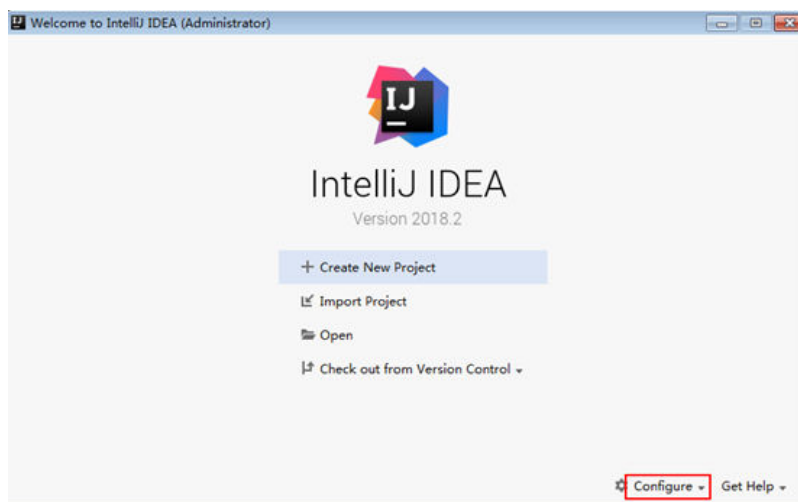 Welcome to IntelliJ IDEA (Administrator)
IJ
IntelliJ IDEA
Version 2018.2
Create New Project
Import Project
Open
Check out from Version Control
Configure
Get Help